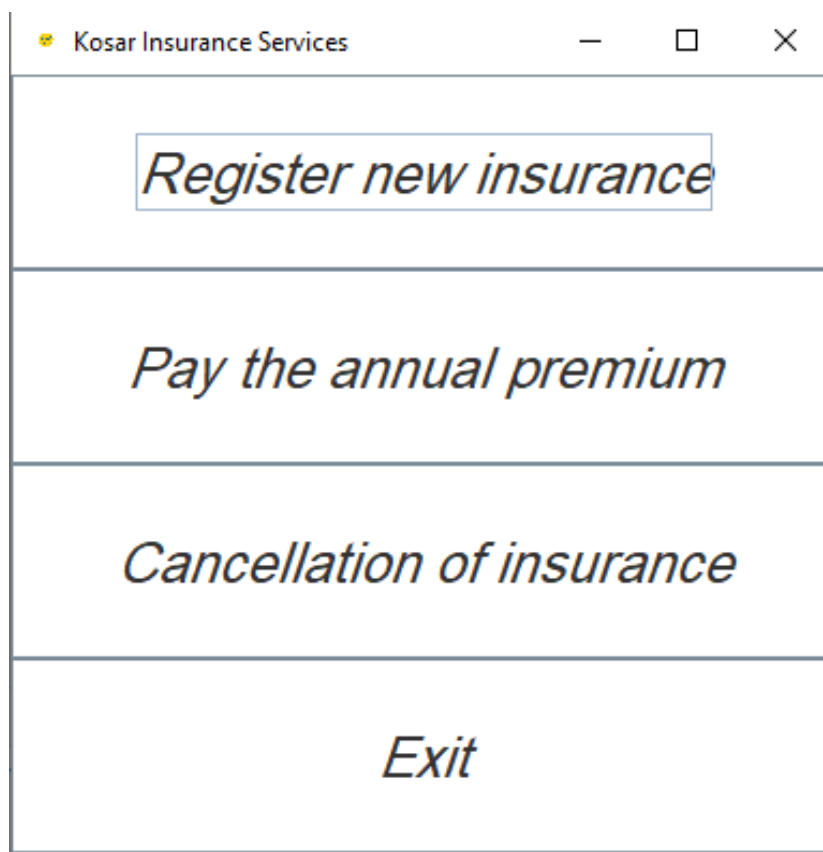 Kosar Insurance Services
Register new insurance
Pay the annual premium
Cancellation of insurance
Exit